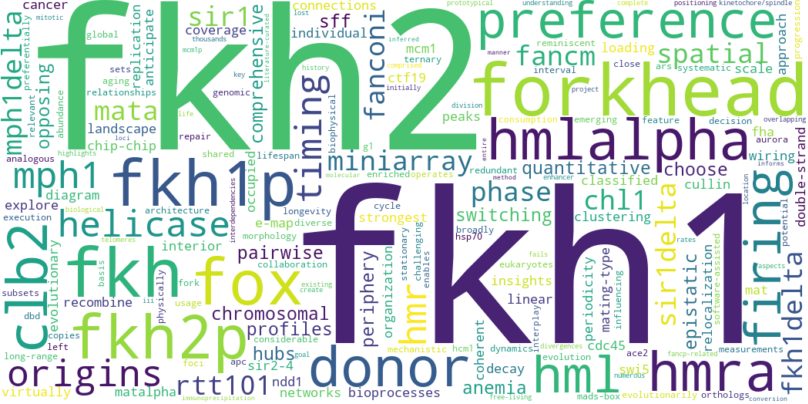 cancer
mitotic
fkh2
sir1
connections
coverage
sff
individual
fanconi
mcm1
ternary
peaks
global
replication
anticipate
comprehensive
thousands
mcm1p
literature-curated
lost
key
history
inferred
comprised
initially
prototypical
understanding
preference
positioning
kinetochore/spindle
complete
progression
forkhead
manner
fancm
reminiscent
interval
loading
spatial
close
ars
systematic
scale
approach
division
project
consumption
emerging
feature
decision
overlapping
mph1delta
preferentially
relevant
opposing
abundance
aging
sets
relationships
mata
landscape
loci
chip-chip
genomic
life
repair
timing
biophysical
entire
hmlalpha
fha
aurora
wiring
informs
potential
double-strand
highlights
analogous
explore
execution
shared
lifespan
g1
occupied
enriched
operates
redundant
method
molecular
miniarray
quantitative
classified
cullin
enhancer
location
choose
mph1
diagram
fkh1p
e-map
diverse
longevity
cycle
phase
switching
strongest
broadly
hsp70
chl1
clustering
firing
architecture
interdependencies
morphology
stationary
challenging
enables
clb2
evolutionary
helicase
interior
fork
basis
biological
telomeres
physically
collaboration
existing
create
pairwise
periphery
organization
hmr
fkh1
insights
linear
eukaryotes
fails
interplay
influencing
periodicity
mating-type
sir1delta
epistatic
relocalization
software-assisted
rates
mat
fkh1delta
aspects
fkh
fox
subsets
dbd
recombine
iii
usage
chromosomal
considerable
mechanistic
hcm1
coherent
dynamics
cdc45
divergences
evolution
ace2
swi5
numerous
measurements
fancp-related
fkh2p
copies
long-range
left
apc
foci
profiles
sir2-4
hubs
goal
donor
decay
anemia
free-living
hml
mads-box
hmra
origins
virtually
matalpha
rtt101
ndd1
immunoprecipitation
networks
bioprocesses
evolutionarily
orthologs
conversion
ctf19